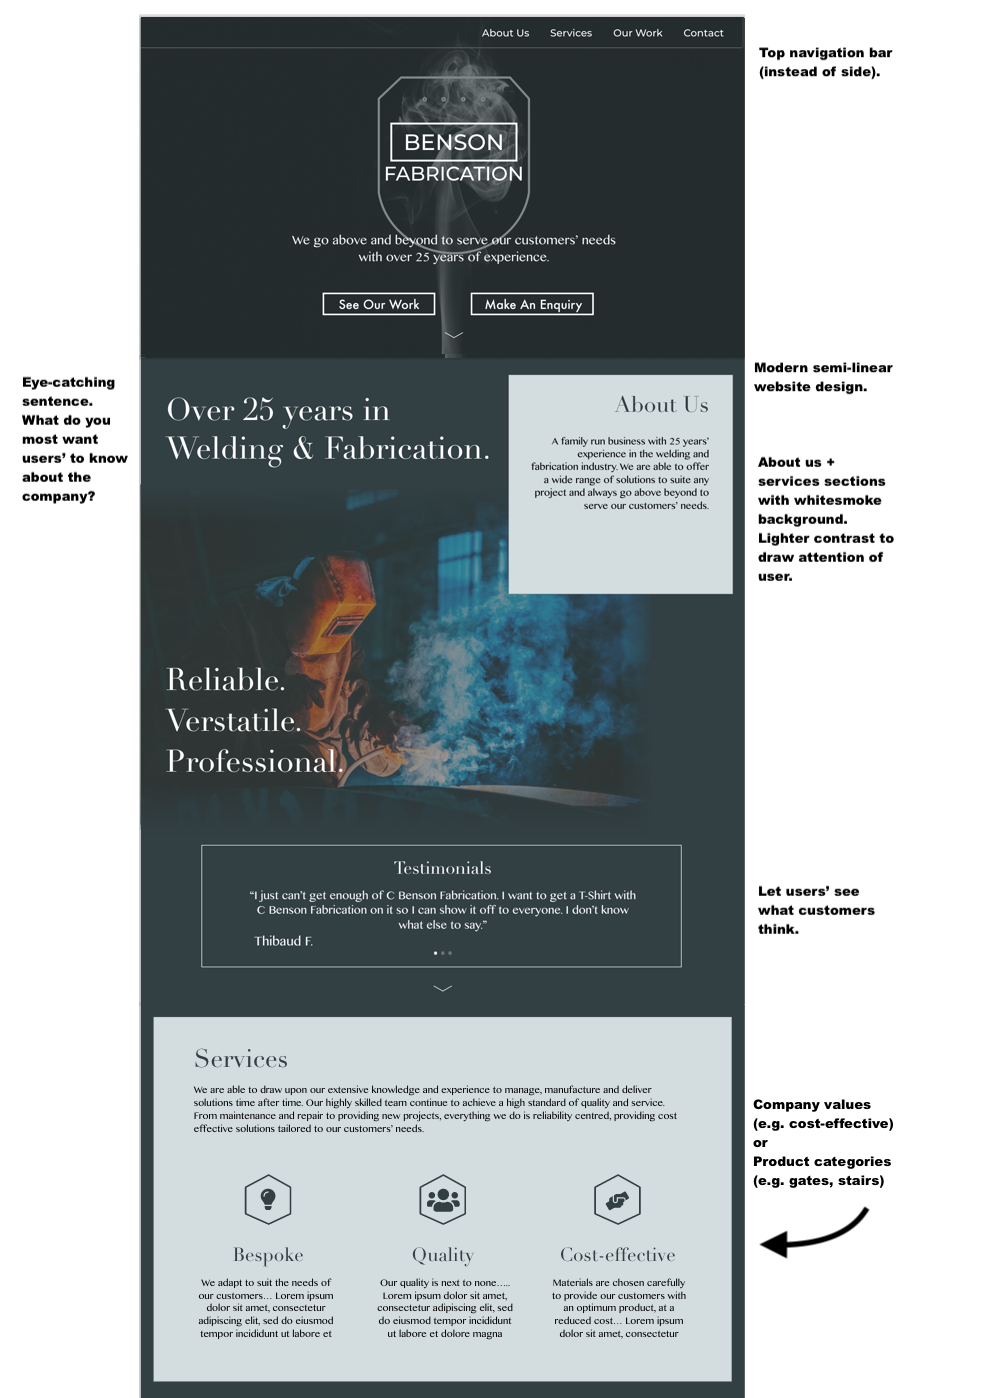 About Us Services Our Work Contact
Top navigation bar
(instead of side).
BENSON
FABRICATION
We go above and beyond to serve our customers’ needs
with over 25 years of experience.
See Our Work Make An Enquiry
Eye-catching
sentence.
What do you
most want
users’ to know
about the
company?
Over 25 years in
Welding & Fabrication.
About Us
A family run business with 25 years’
experience in the welding and
fabrication industry. We are able to offer
a wide range of solutions to suite any
project and always go above beyond to
serve our customers’ needs.
Modern semi-linear
website design.
About us +
services sections
with whitesmoke
background.
Lighter contrast to
draw attention of
user.
Reliable.
Verstatile.
Professional.
Testimonials
“I just can’t get enough of C Benson Fabrication. I want to get a T-Shirt with
C Benson Fabrication on it so I can show it off to everyone. I don’t know
what else to say.”
Thibaud F.
Let users’ see
what customers
think.
Services
We are able to draw upon our extensive knowledge and experience to manage, manufacture and deliver
solutions time after time. Our highly skilled team continue to achieve a high standard of quality and service.
From maintenance and repair to providing new projects, everything we do is reliability centred, providing cost
effective solutions tailored to our customers’ needs.
Company values
(e.g. cost-effective)
or
Product categories
(e.g. gates, stairs)
Bespoke
We adapt to suit the needs of
our customers… Lorem ipsum
dolor sit amet, consectetur
adipiscing elit, sed do eiusmod
tempor incididunt ut labore et
Quality
Our quality is next to none…..
Lorem ipsum dolor sit amet,
consectetur adipiscing elit, sed
do eiusmod tempor incididunt
ut labore et dolore magna
Cost-effective
Materials are chosen carefully
to provide our customers with
an optimum product, at a
reduced cost… Lorem ipsum
dolor sit amet, consectetur